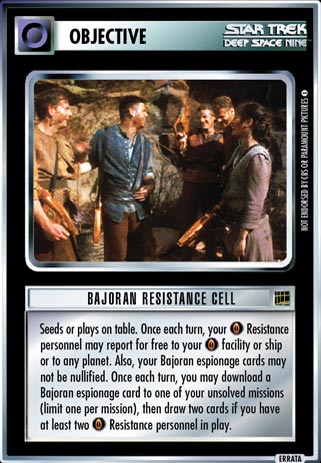 OBJECTIVE
STAR TREK
DEEP SPACE NINE
NOT ENDORSED BY CBS OR PARAMOUNT PICTURES
BAJORAN RESISTANCE CELL
Seeds or plays on table. Once each turn, your Resistance
personnel may report for free to your facility or ship
or to any planet. Also, your Bajoran espionage cards may
not be nullified. Once each turn, you may download a
Bajoran espionage card to one of your unsolved missions
(limit one per mission), then draw two cards if you have
at least two Resistance personnel in play.
ERRATA